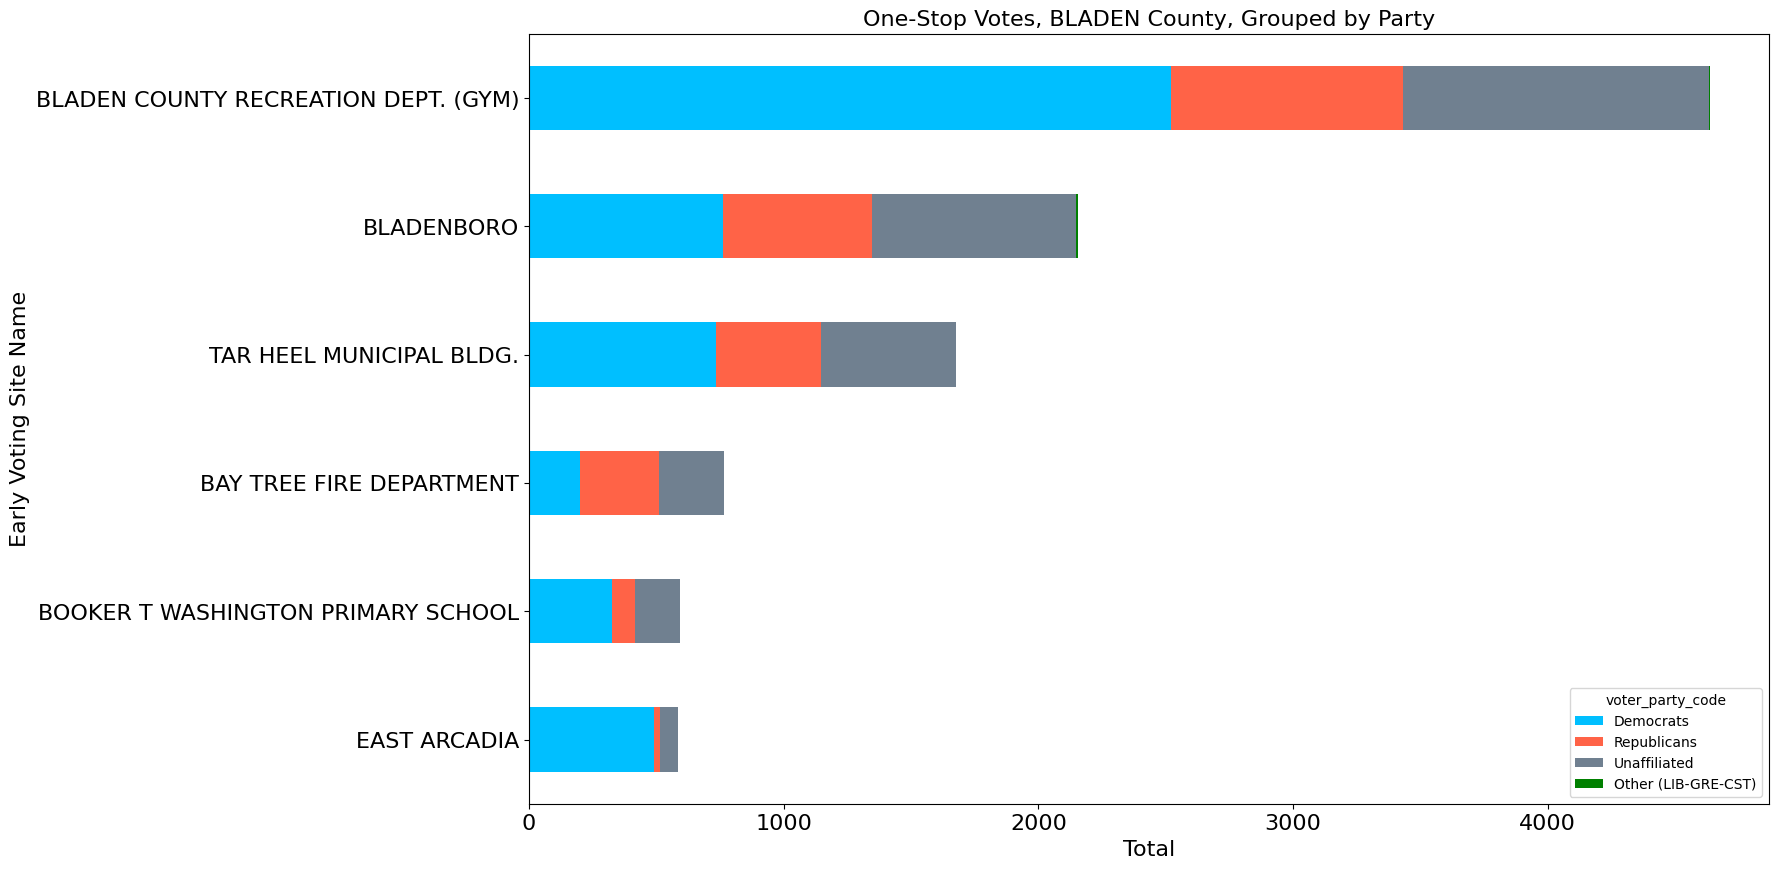 One-Stop Votes, BLADEN County, Grouped by Party
Early Voting Site Name
BLADEN COUNTY RECREATION DEPT. (GYM)
BLADENBORO
TAR HEEL MUNICIPAL BLDG.
BAY TREE FIRE DEPARTMENT
BOOKER T WASHINGTON PRIMARY SCHOOL
EAST ARCADIA
voter_party_code
Democrats
Republicans
Unaffiliated
Other (LIB-GRE-CST)
0 1000 2000 3000 4000
Total